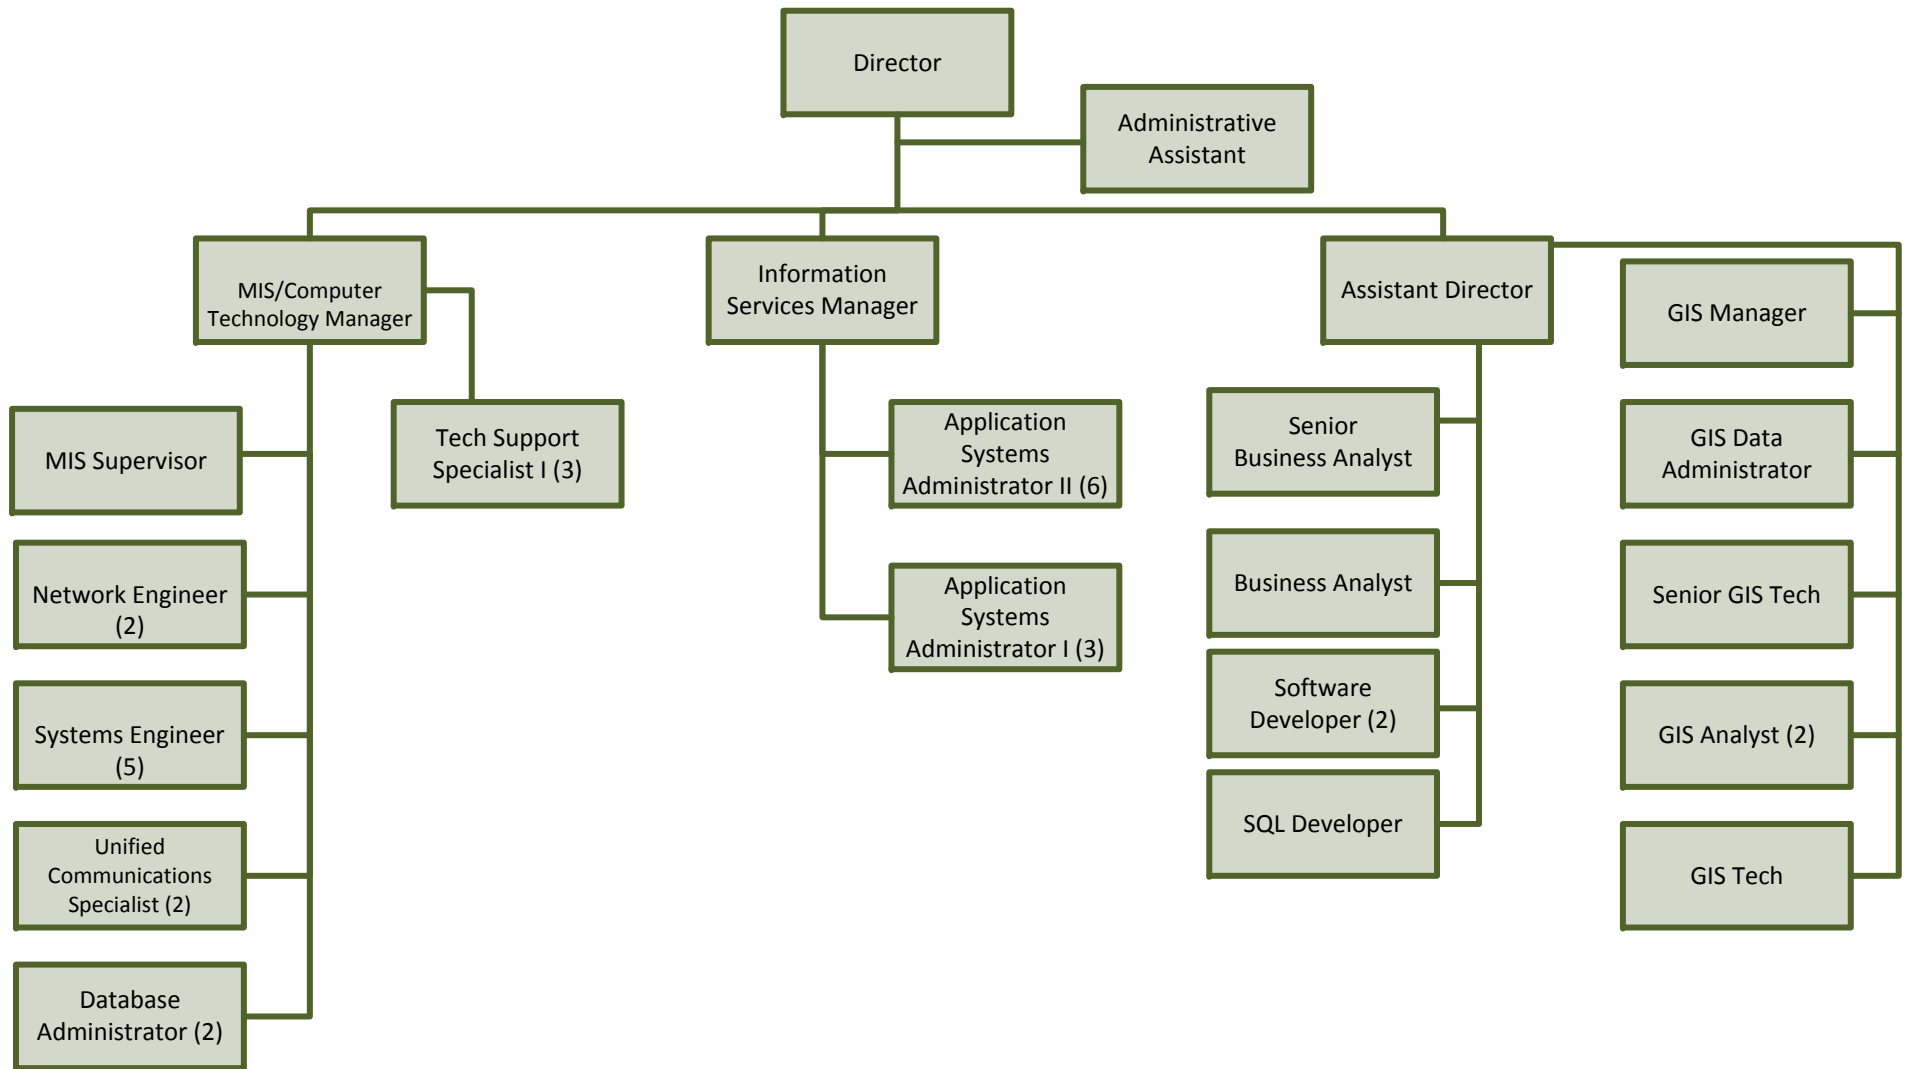 Director
Administrative
Assistant
MIS/Computer
Technology Manager
Information
Services Manager
Assistant Director
GIS Manager
MIS Supervisor
Tech Support
Specialist I (3)
Application
Systems
Administrator II (6)
Senior
Business Analyst
GIS Data
Administrator
Network Engineer
(2)
Application
Systems
Administrator I (3)
Business Analyst
Senior GIS Tech
Systems Engineer
(5)
Software
Developer (2)
GIS Analyst (2)
Unified
Communications
Specialist (2)
SQL Developer
GIS Tech
Database
Administrator (2)